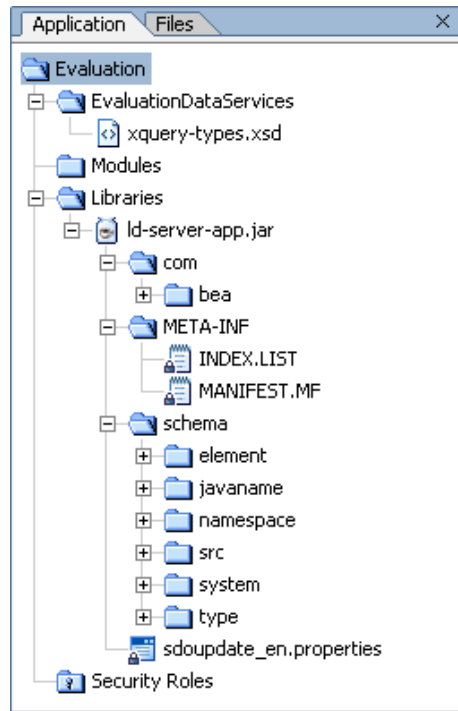 Application Files
Evaluation
EvaluationDataServices
xquery-types.xsd
Modules
Libraries
ld-server-app.jar
com
bea
META-INF
INDEX.LIST
MANIFEST.MF
schema
element
javaname
namespace
src
system
type
sdoupdate_en.properties
Security Roles